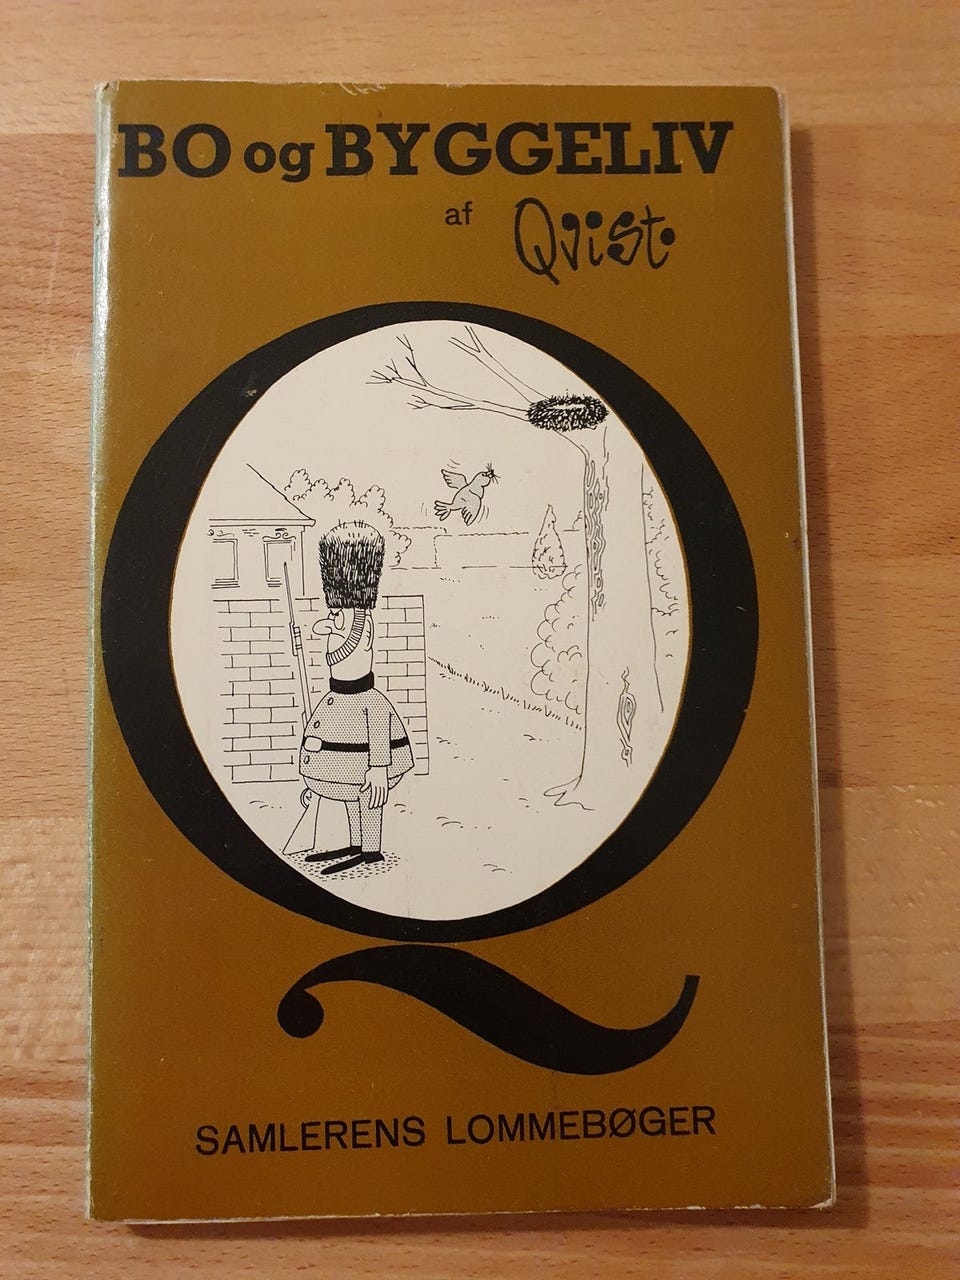 BO og BYGGELIV
af Qvist
SAMLERENS LOMMEBØGER